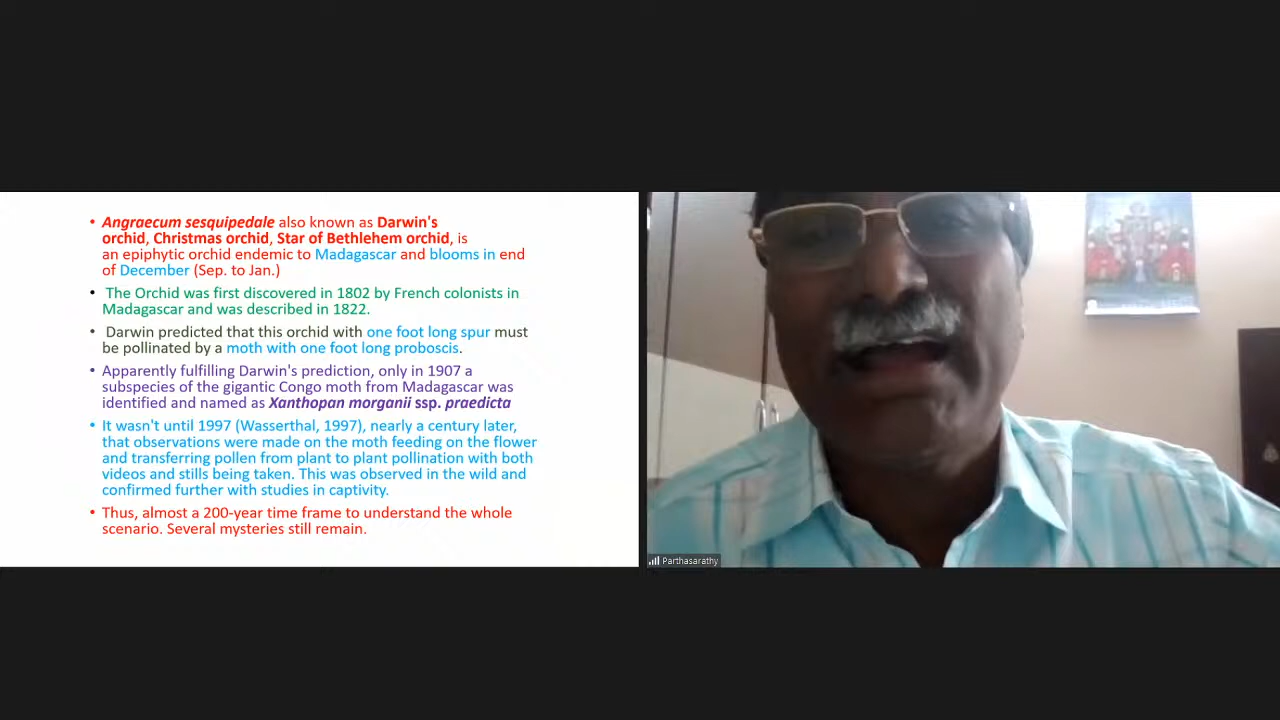 • Angraecum sesquipedale also known as Darwin's
orchid, Christmas orchid, Star of Bethlehem orchid, is
an epiphytic orchid endemic to Madagascar and blooms in end
of December (Sep. to Jan.)
• The Orchid was first discovered in 1802 by French colonists in
Madagascar and was described in 1822.
• Darwin predicted that this orchid with one foot long spur must
be pollinated by a moth with one foot long proboscis.
• Apparently fulfilling Darwin's prediction, only in 1907 a
subspecies of the gigantic Congo moth from Madagascar was
identified and named as Xanthopan morganii ssp. praedicta
• It wasn't until 1997 (Wasserthal, 1997), nearly a century later,
that observations were made on the moth feeding on the flower
and transferring pollen from plant to plant pollination with both
videos and stills being taken. This was observed in the wild and
confirmed further with studies in captivity.
• Thus, almost a 200-year time frame to understand the whole
scenario. Several mysteries still remain.
Parthasarathy